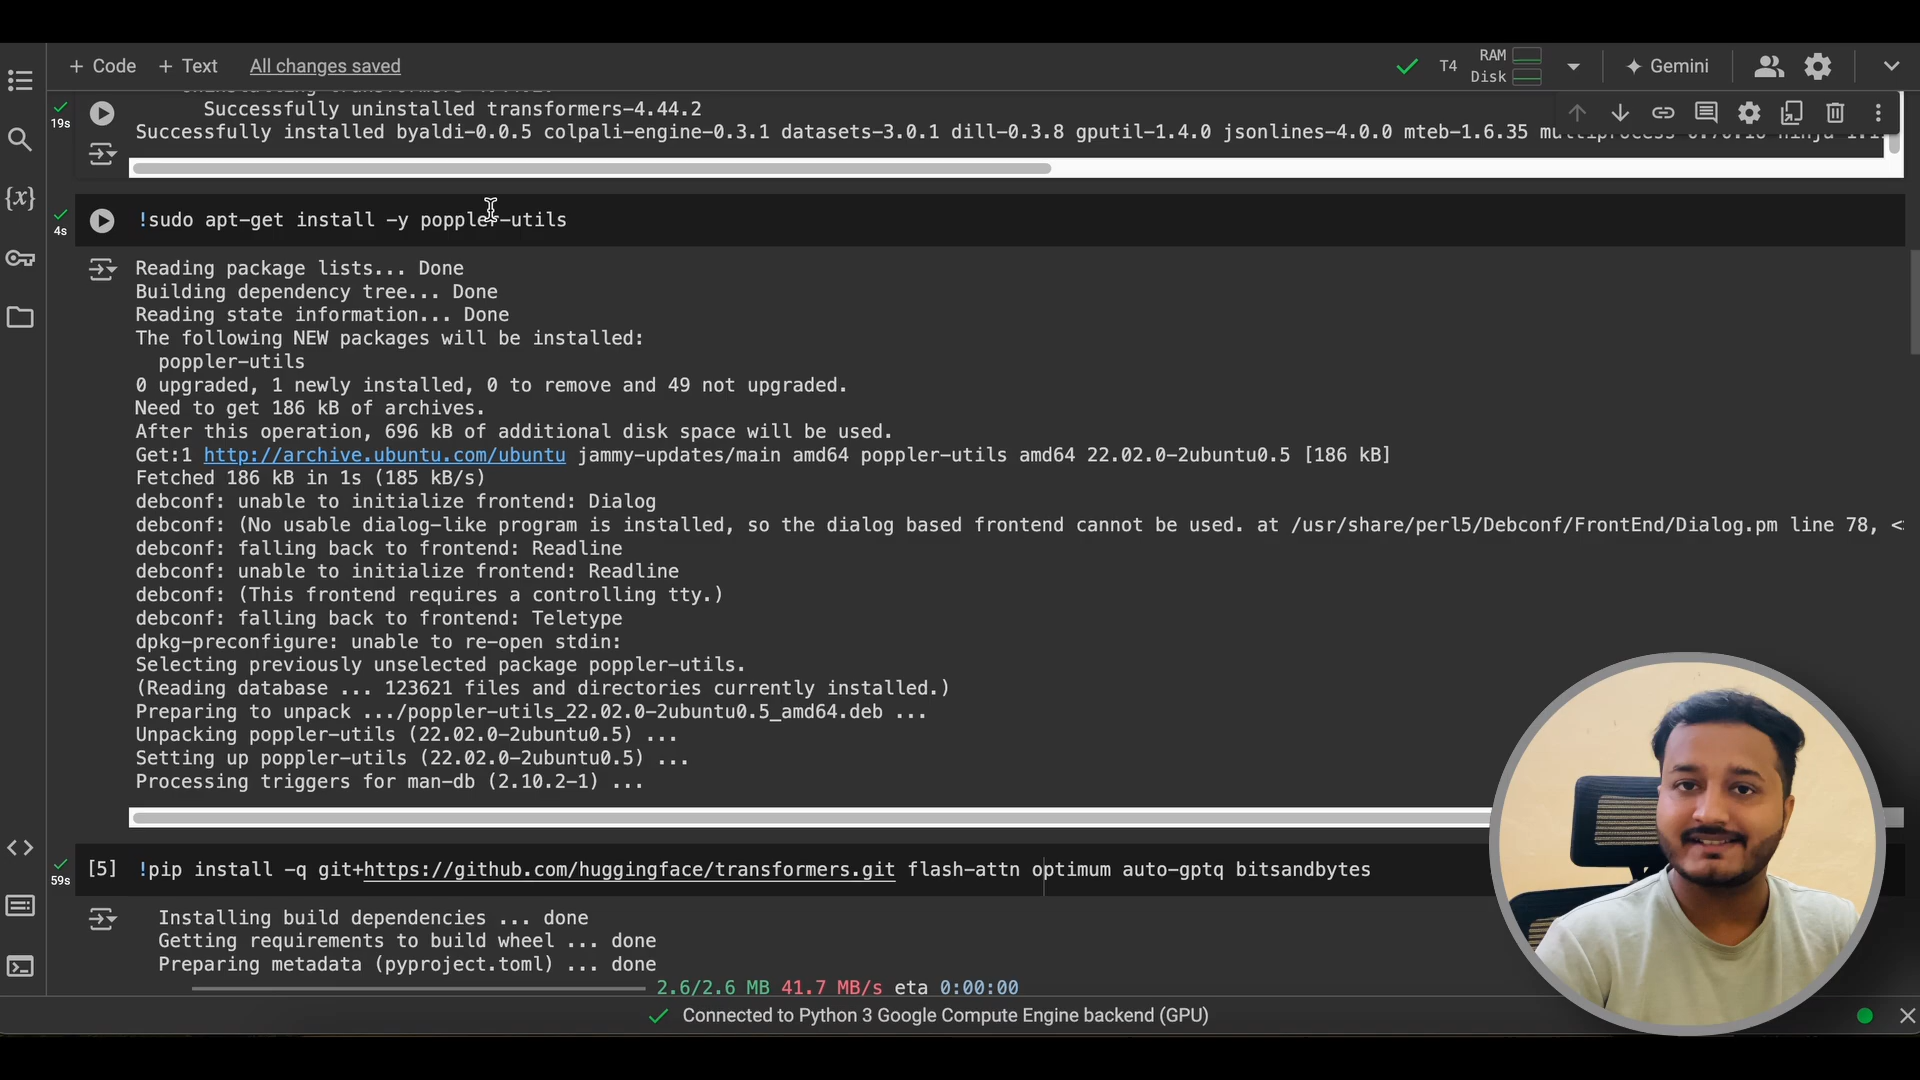 + Code + Text All changes saved
T4 RAM Disk Gemini
19s
Successfully uninstalled transformers-4.44.2
Successfully installed byaldi-0.0.5 colpali-engine-0.3.1 datasets-3.0.1 dill-0.3.8 gputil-1.4.0 jsonlines-4.0.0 mteb-1.6.35
{x}
4s
!sudo apt-get install -y poppler-utils
Reading package lists... Done
Building dependency tree... Done
Reading state information... Done
The following NEW packages will be installed:
poppler-utils
0 upgraded, 1 newly installed, 0 to remove and 49 not upgraded.
Need to get 186 kB of archives.
After this operation, 696 kB of additional disk space will be used.
Get:1 http://archive.ubuntu.com/ubuntu jammy-updates/main amd64 poppler-utils amd64 22.02.0-2ubuntu0.5 [186 kB]
Fetched 186 kB in 1s (185 kB/s)
debconf: unable to initialize frontend: Dialog
debconf: (No usable dialog-like program is installed, so the dialog based frontend cannot be used. at /usr/share/perl5/Debconf/FrontEnd/Dialog.pm line 78, <
debconf: falling back to frontend: Readline
debconf: unable to initialize frontend: Readline
debconf: (This frontend requires a controlling tty.)
debconf: falling back to frontend: Teletype
dpkg-preconfigure: unable to re-open stdin:
Selecting previously unselected package poppler-utils.
(Reading database ... 123621 files and directories currently installed.)
Preparing to unpack .../poppler-utils_22.02.0-2ubuntu0.5_amd64.deb ...
Unpacking poppler-utils (22.02.0-2ubuntu0.5) ...
Setting up poppler-utils (22.02.0-2ubuntu0.5) ...
Processing triggers for man-db (2.10.2-1) ...
59s
[5] !pip install -q git+https://github.com/huggingface/transformers.git flash-attn optimum auto-gptq bitsandbytes
Installing build dependencies ... done
Getting requirements to build wheel ... done
Preparing metadata (pyproject.toml) ... done
2.6/2.6 MB 41.7 MB/s eta 0:00:00
Connected to Python 3 Google Compute Engine backend (GPU)